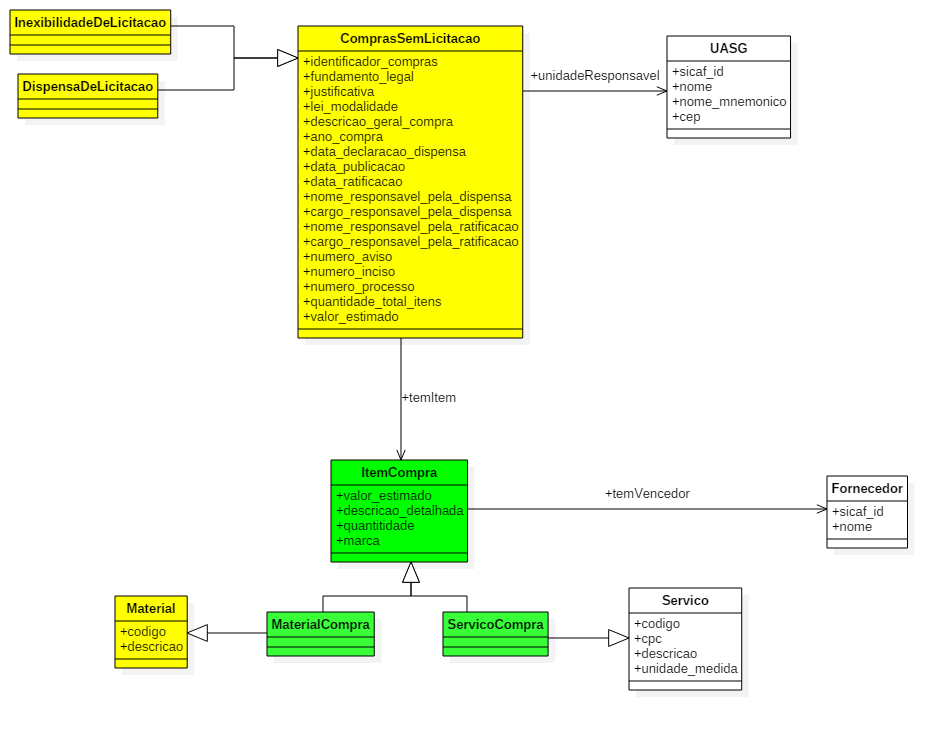 InexibilidadeDeLicitacao
DispensaDeLicitacao
ComprasSemLicitacao
+identificador_compras
+fundamento_legal
+justificativa
+lei_modalidade
+descricao_geral_compra
+ano_compra
+data_declaracao_dispensa
+data_publicacao
+data_ratificacao
+nome_responsavel_pela_dispensa
+cargo_responsavel_pela_dispensa
+nome_responsavel_pela_ratificacao
+cargo_responsavel_pela_ratificacao
+numero_aviso
+numero_inciso
+numero_processo
+quantidade_total_itens
+valor_estimado
+unidadeResponsavel
UASG
+sicaf_id
+nome
+nome_mnemonico
+cep
+temItem
ItemCompra
+valor_estimado
+descricao_detalhada
+quantitidade
+marca
+temVencedor
Fornecedor
+sicaf_id
+nome
Material
+codigo
+descricao
MaterialCompra
ServicoCompra
Servico
+codigo
+cpc
+descricao
+unidade_medida